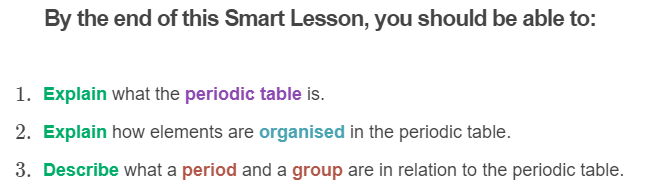 By the end of this Smart Lesson, you should be able to:
1. Explain what the periodic table is.
2. Explain how elements are organised in the periodic table.
3. Describe what a period and a group are in relation to the periodic table.